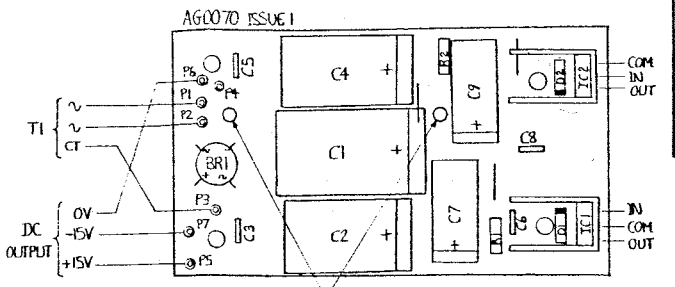 AG0070 ISSUE 1
P6
C5
P1
P4
P2
T1
~
~
CT
BR1
~
+
~
P3
DC
OUTPUT
0V
-15V
+15V
P7
P5
C3
C4
+
C1
+
C2
+
R2
C9
+
C8
C7
+
R1
C6
D2
IC2
D1
IC1
COM
IN
OUT
IN
COM
OUT